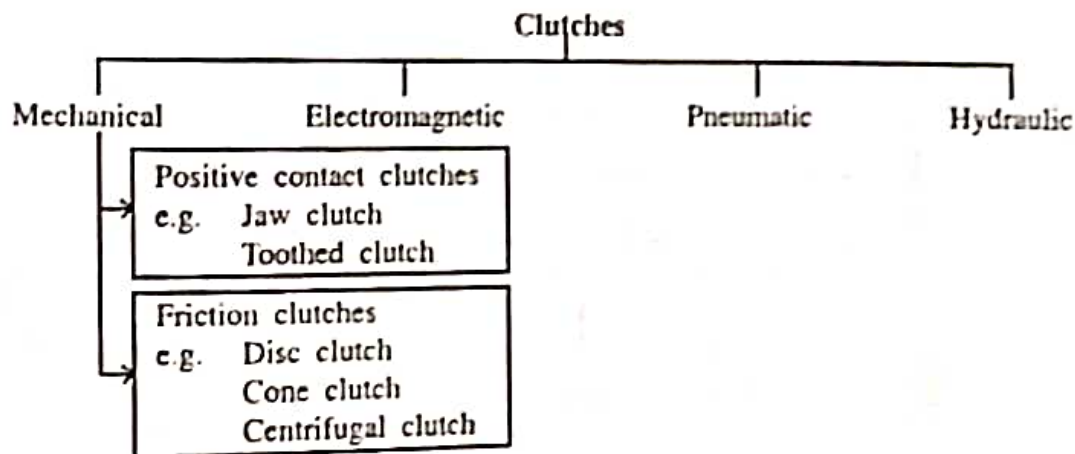 Clutches
Mechanical Electromagnetic Pneumatic Hydraulic
Positive contact clutches
e.g. Jaw clutch
Toothed clutch
Friction clutches
e.g. Disc clutch
Cone clutch
Centrifugal clutch